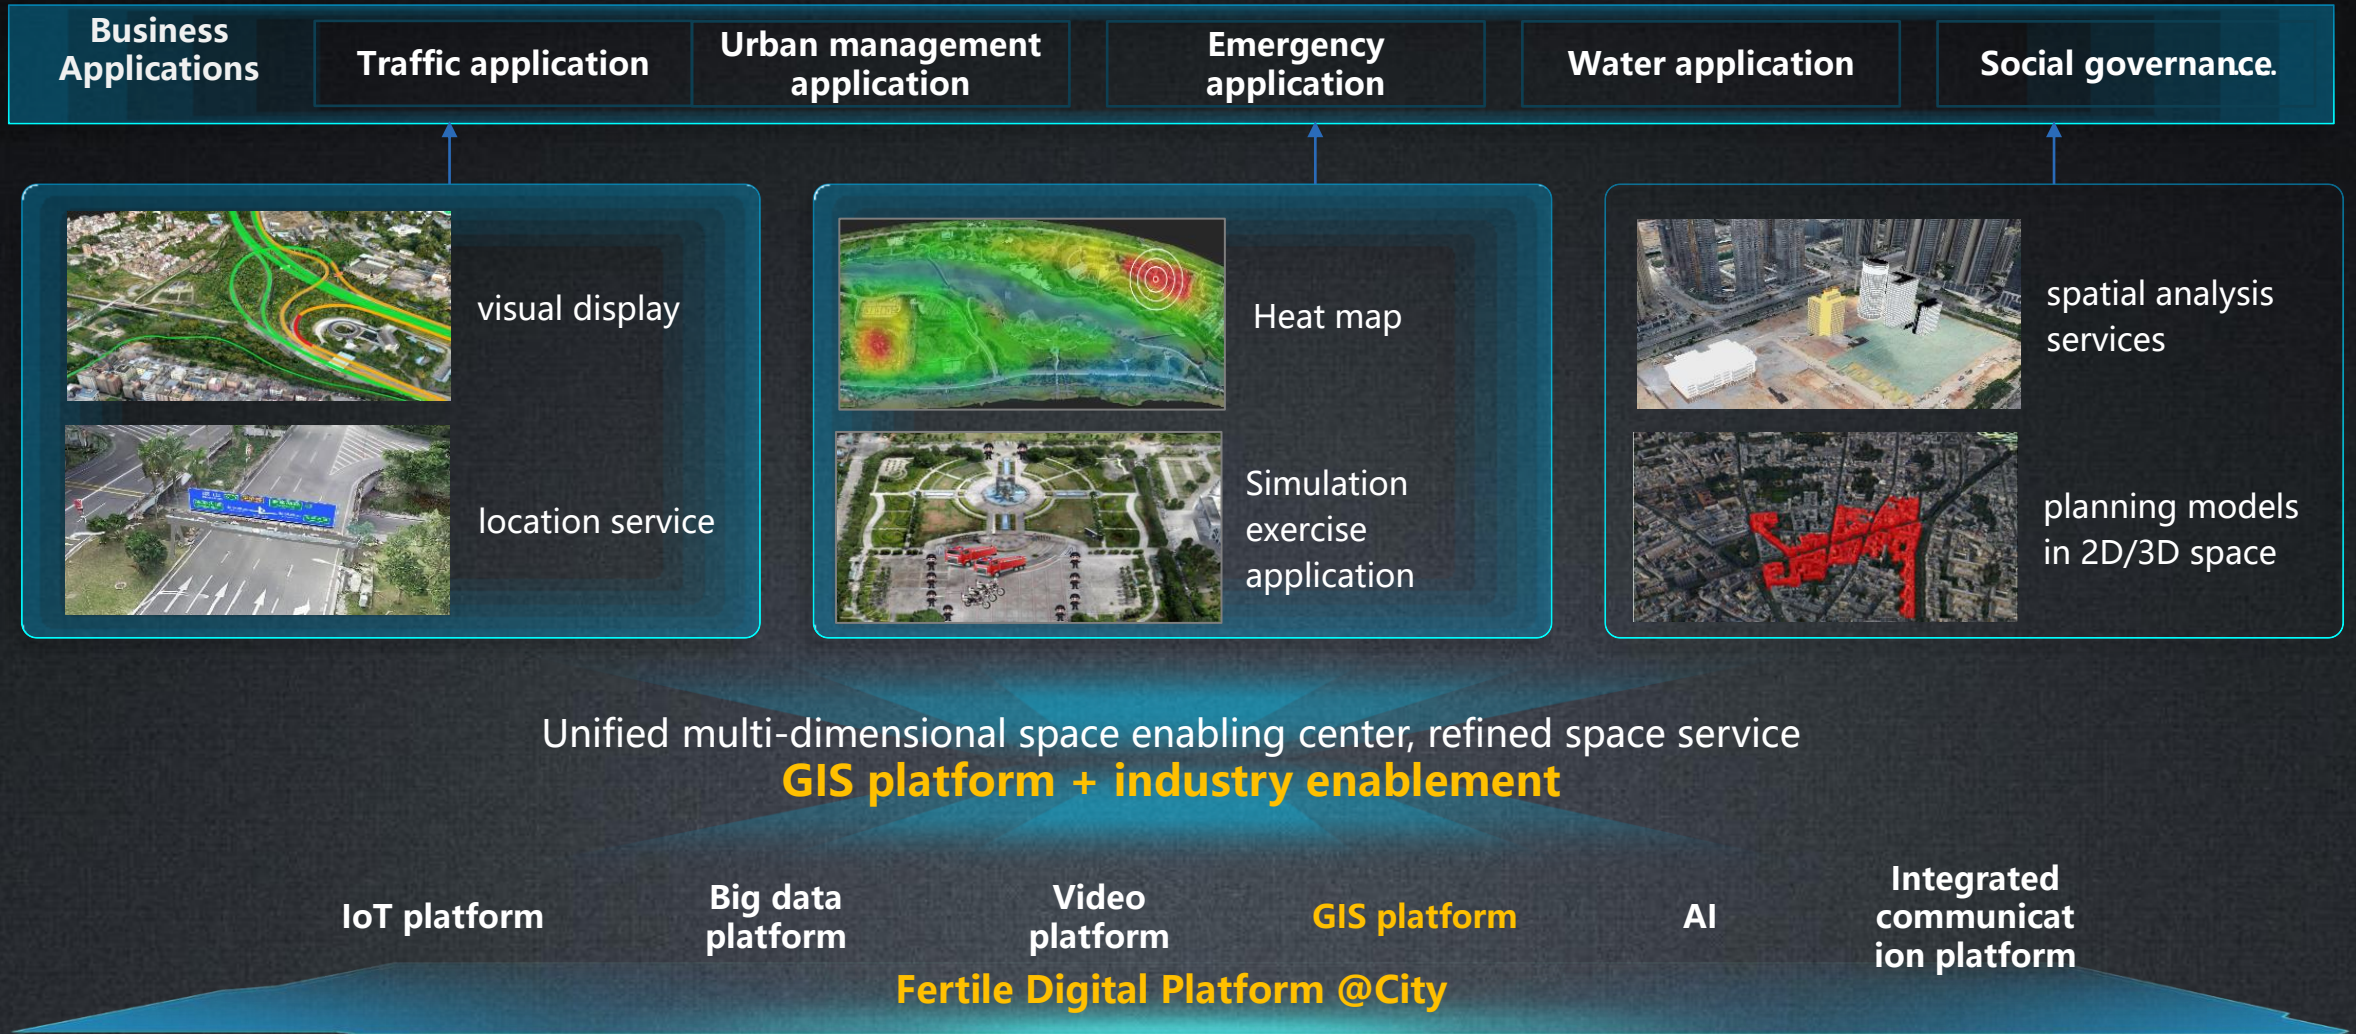 Business
Applications
Traffic application
Urban management
application
Emergency
application
Water application
Social governance...
visual display
Heat map
spatial analysis
services
location service
Simulation
exercise
application
planning models
in 2D/3D space
Unified multi-dimensional space enabling center, refined space service
GIS platform + industry enablement
IoT platform
Big data
platform
Video
platform
GIS platform
AI
Integrated
communicat
ion platform
Fertile Digital Platform @City